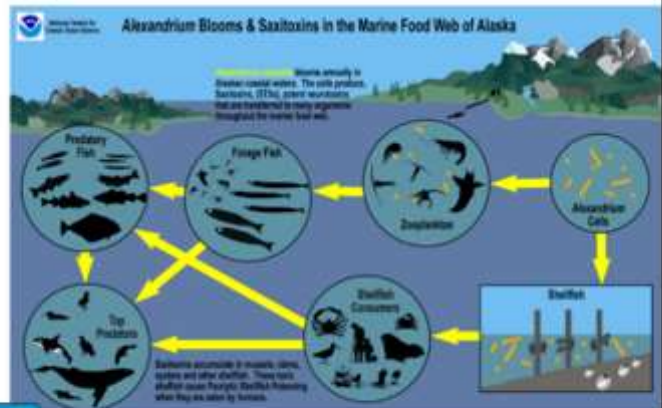 Alexandrium Blooms & Saxitoxins in the Marine Food Web of Alaska
blooms annually in
Alaskan coastal waters. The cells produce
Saxitoxins, (STXs), potent neurotoxins
that are transferred to many organisms
throughout the marine food web.
Predatory
Fish
Forage Fish
Zooplankton
Alexandrium
Cells
Shellfish
Shellfish
Consumers
Top
Predators
Saxitoxins accumulate in mussels, clams,
oysters and other shellfish. These toxic
shellfish cause Paralytic Shellfish Poisoning
when they are eaten by humans.